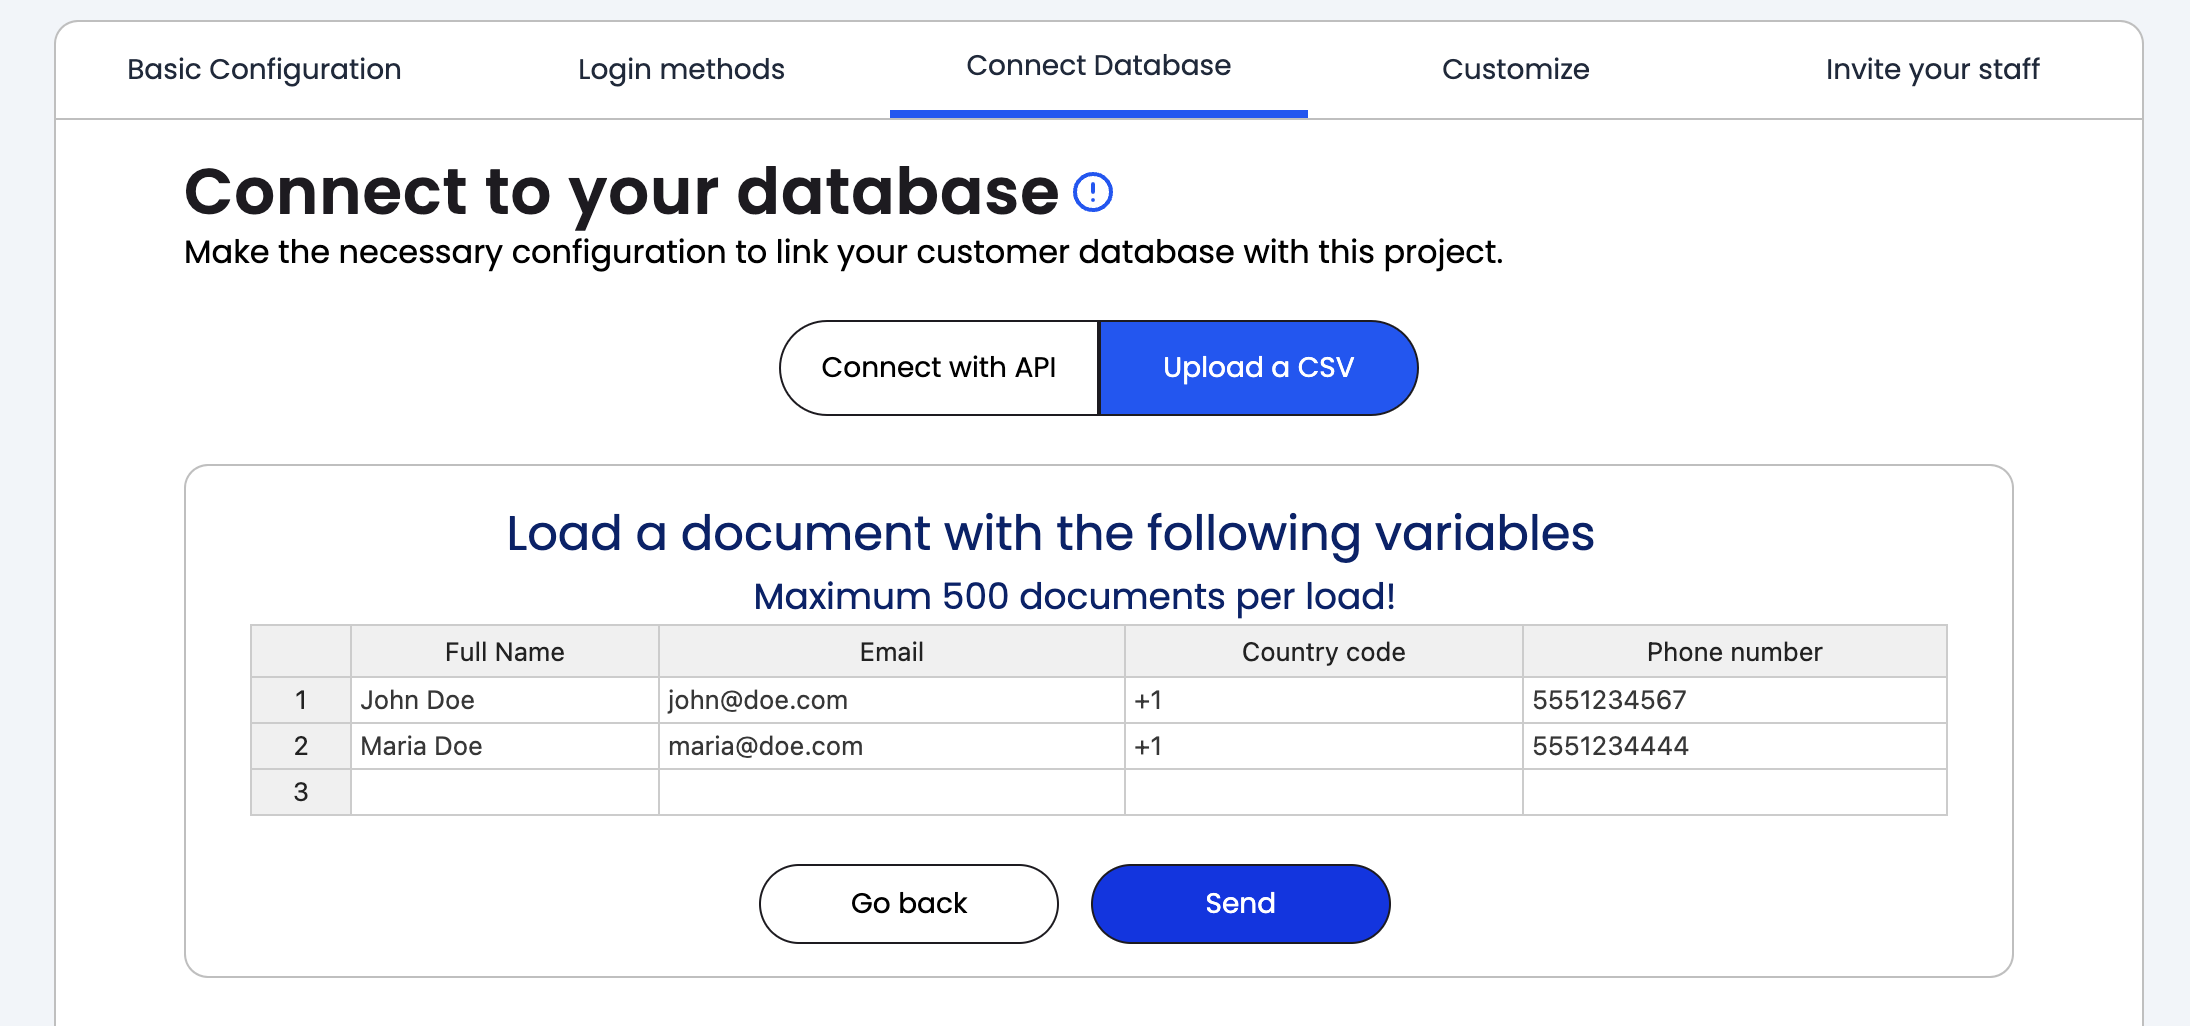 Basic Configuration Login methods Connect Database Customize Invite your staff
Connect to your database
Make the necessary configuration to link your customer database with this project.
Connect with API Upload a CSV
Load a document with the following variables
Maximum 500 documents per load!
Full Name Email Country code Phone number
1 John Doe john@doe.com +1 5551234567
2 Maria Doe maria@doe.com +1 5551234444
3
Go back Send